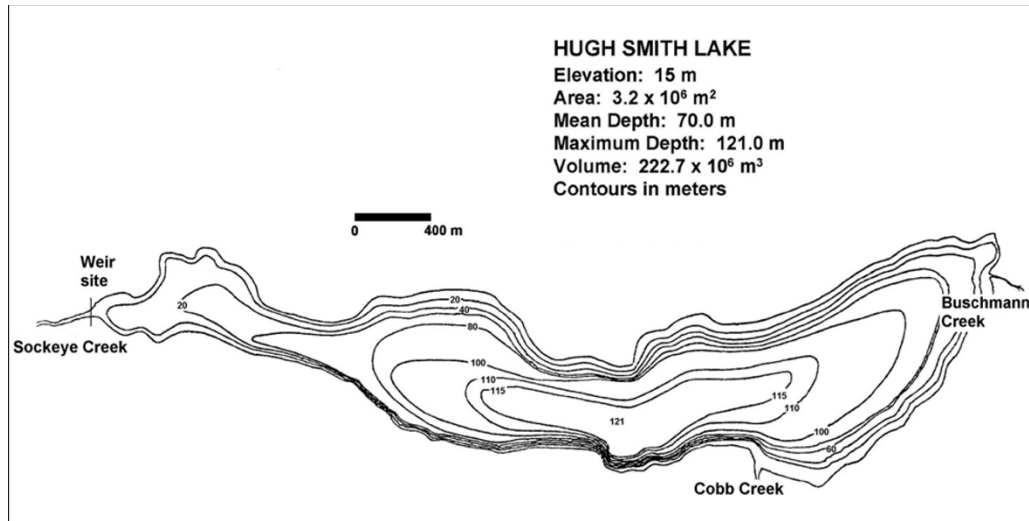 HUGH SMITH LAKE
Elevation: 15 m
Area: 3.2 x 10⁶ m²
Mean Depth: 70.0 m
Maximum Depth: 121.0 m
Volume: 222.7 x 10⁶ m³
Contours in meters
0 400 m
Weir
site
Sockeye Creek
20
20
40
80
100
110
115
121
115
110
100
60
Buschmann
Creek
Cobb Creek